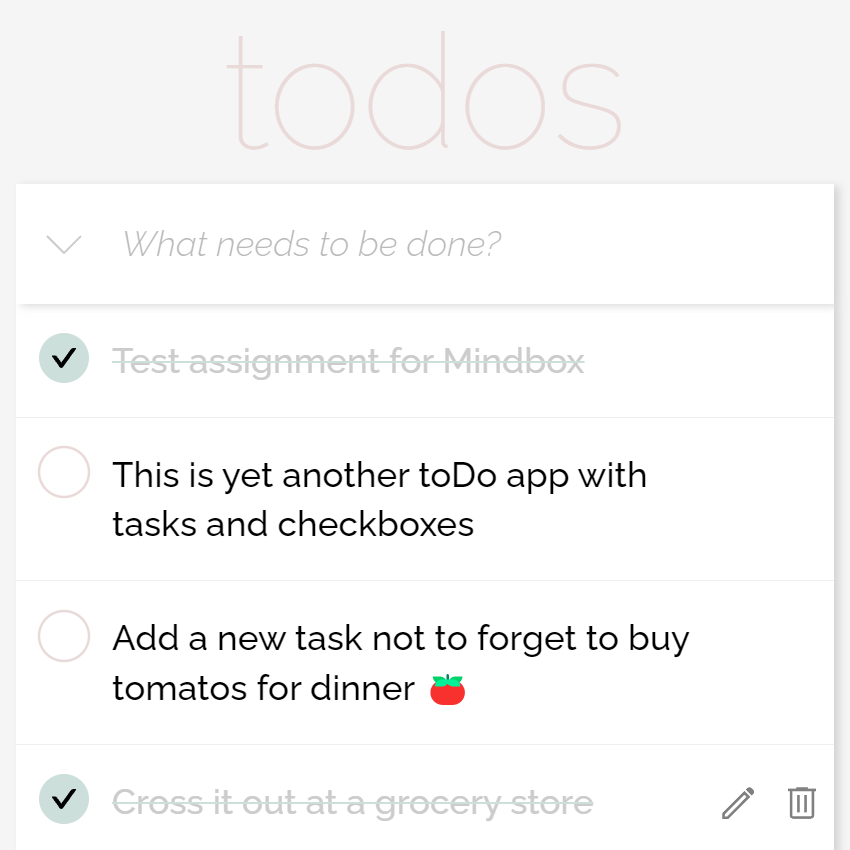 todos
What needs to be done?
Test assignment for Mindbox
This is yet another toDo app with
tasks and checkboxes
Add a new task not to forget to buy
tomatos for dinner 🍅
Cross it out at a grocery store